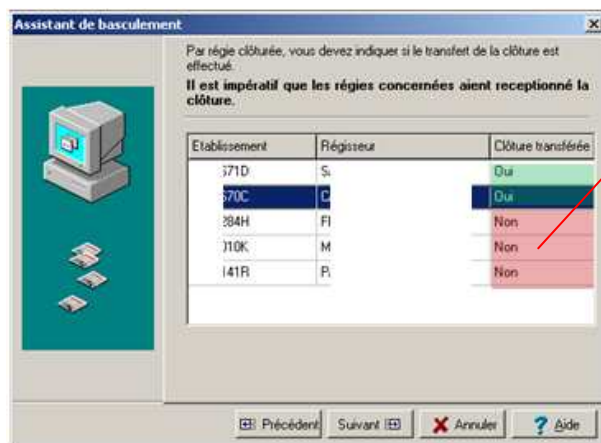 Assistant de basculement
Par régie clôturée, vous devez indiquer si le transfert de la clôture est
effectué.
Il est impératif que les régies concernées aient receptionné la
clôture.
Etablissement Régisseur Clôture transférée
571D S. Oui
570C C Oui
284H Fl Non
010K M Non
141R P. Non
Précédent Suivant Annuler ? Aide